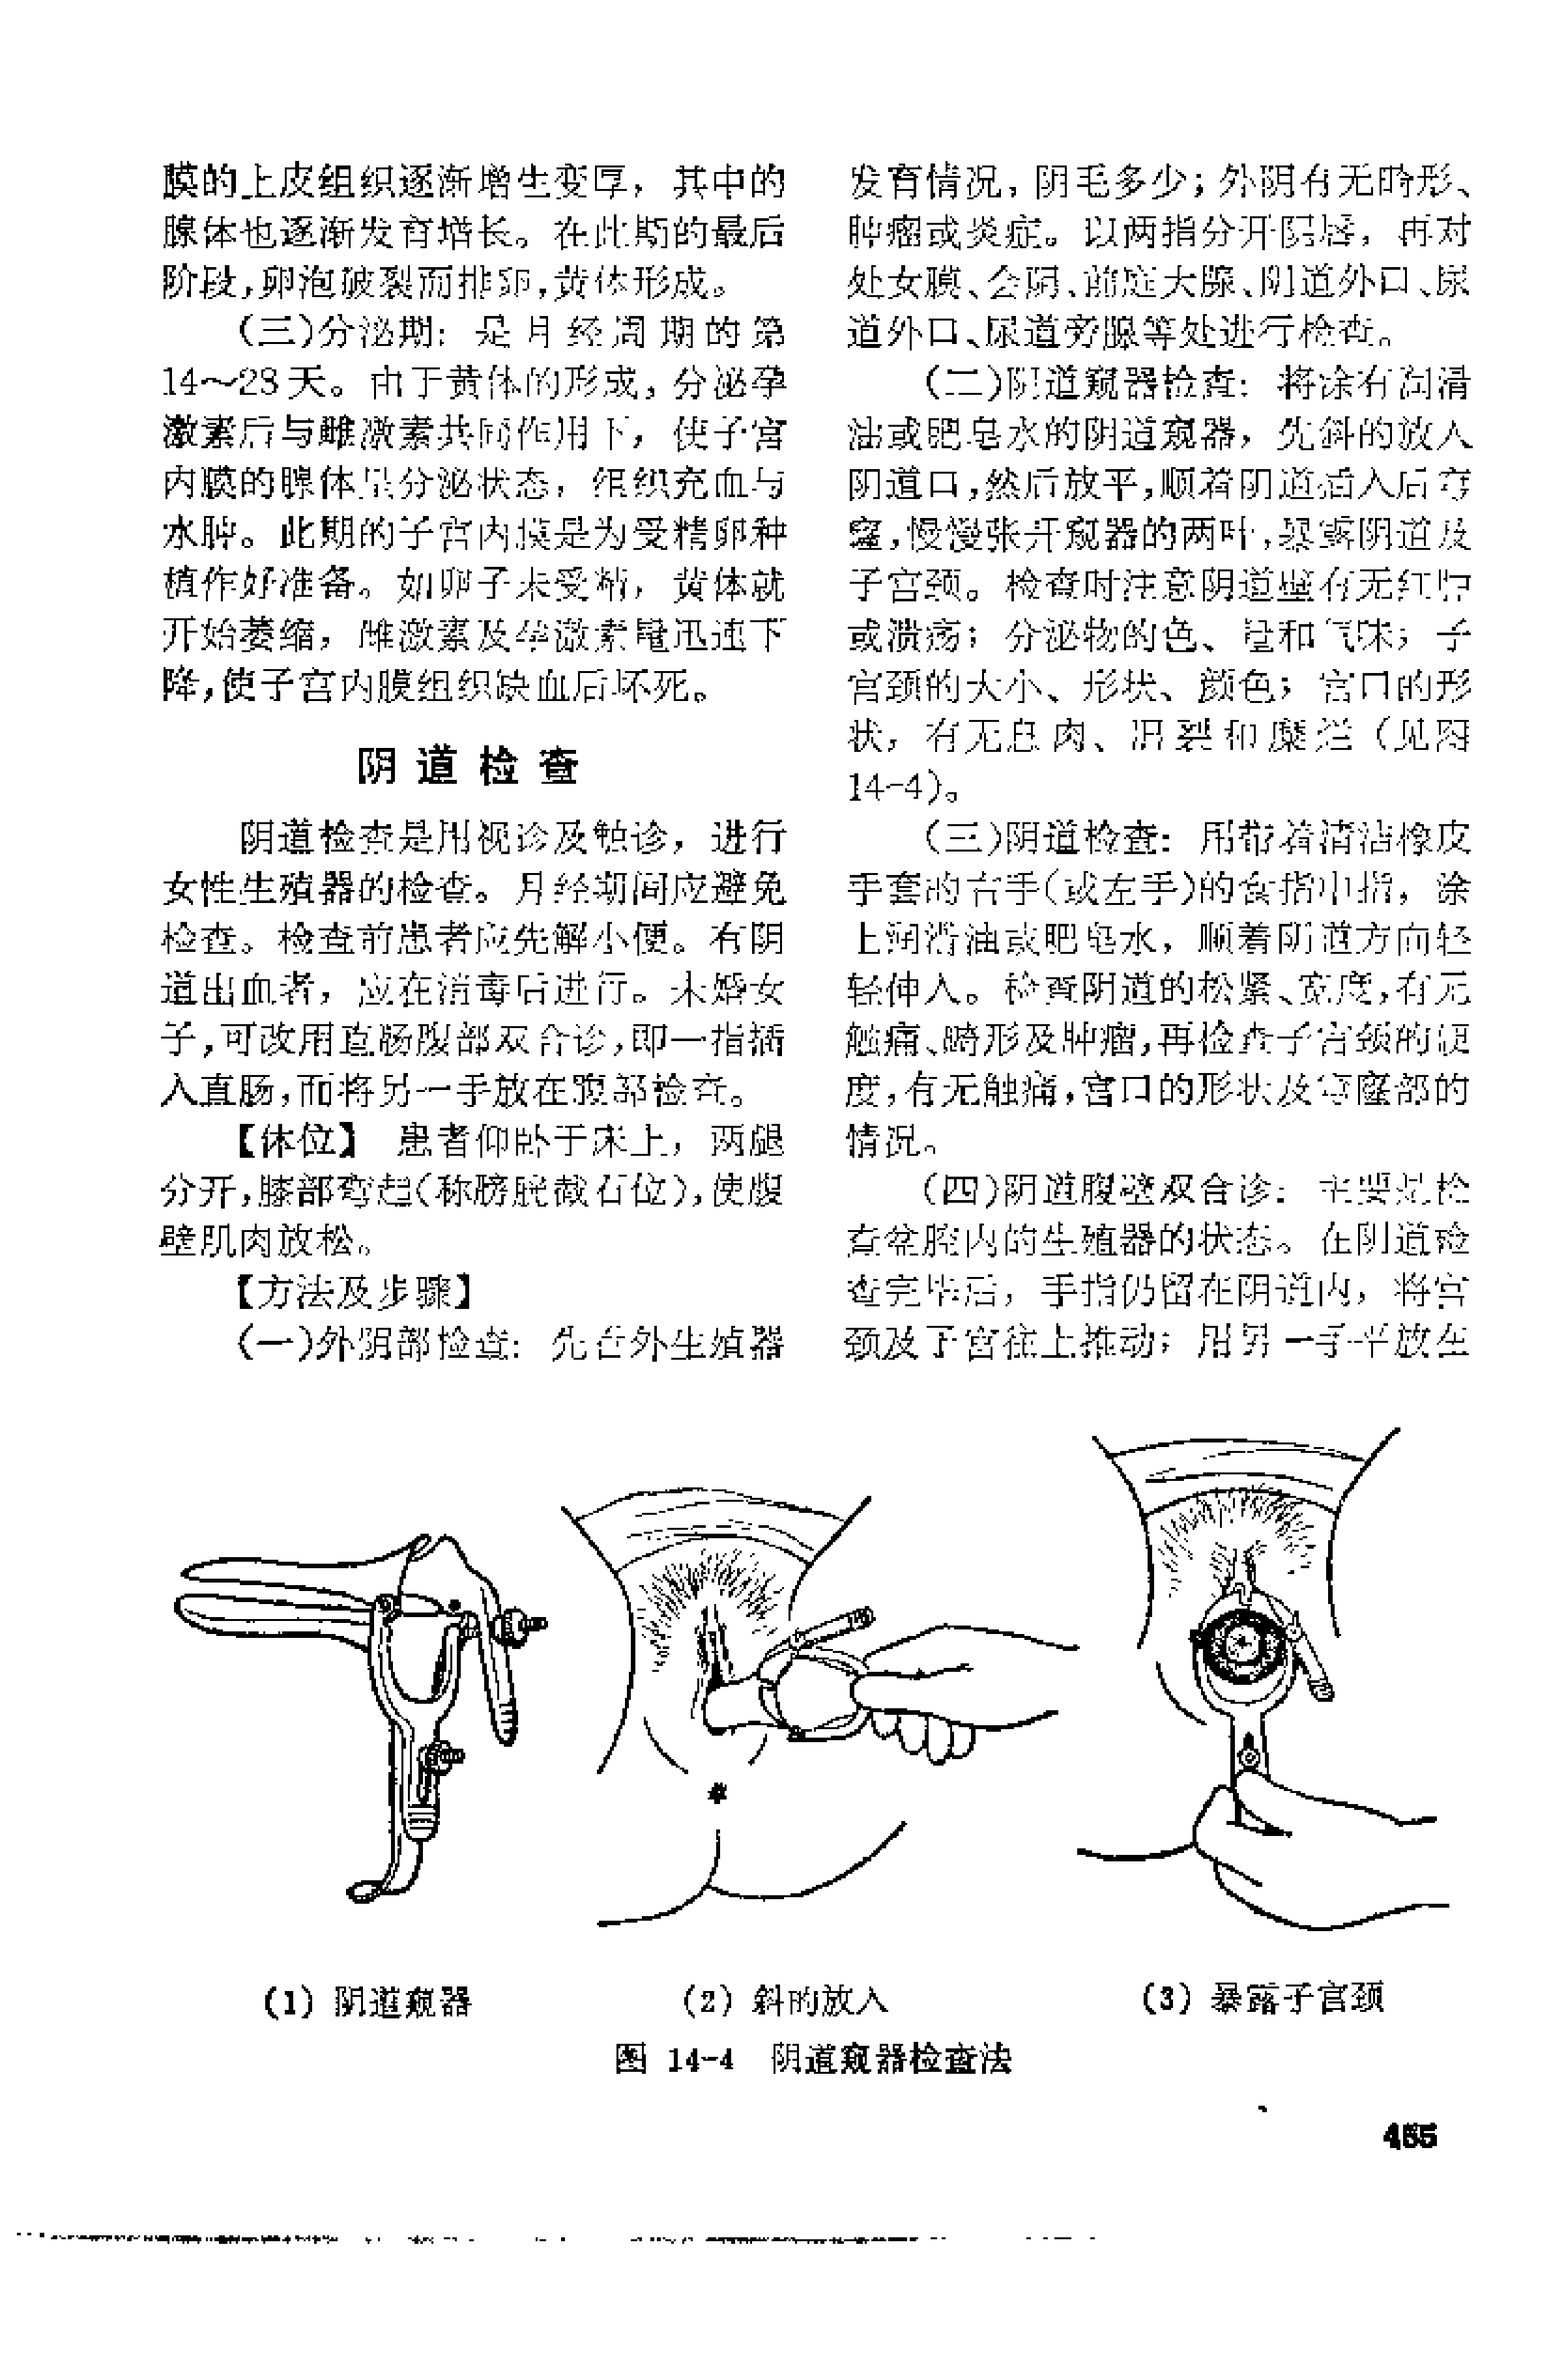 膜的上皮组织逐渐增生变厚，其中的
腺体也逐渐发育增长。在此期的最后
阶段，卵泡破裂而排卵，黄体形成。
（三）分泌期：是月经周期的第
14～28天。由于黄体的形成，分泌孕
激素后与雌激素共同作用下，使子宫
内膜的腺体呈分泌状态，组织充血与
水肿。此期的子宫内膜是为受精卵种
植作好准备。如卵子未受精，黄体就
开始萎缩，雌激素及孕激素量迅速下
降，使子宫内膜组织缺血后坏死。
阴道检查
阴道检查是用视诊及触诊，进行
女性生殖器的检查。月经期间应避免
检查。检查前患者应先解小便。有阴
道出血者，应在消毒后进行。未婚女
子，可改用直肠腹部双合诊，即一指插
入直肠，而将另一手放在腹部检查。
【体位】 患者仰卧于床上，两腿
分开，膝部弯起（称膀胱截石位），使腹
壁肌肉放松。
【方法及步骤】
（一）外阴部检查：先查外生殖器
发育情况，阴毛多少；外阴有无畸形、
肿瘤或炎症。以两指分开阴唇，再对
处女膜、会阴、前庭大腺、阴道外口、尿
道外口、尿道旁腺等处进行检查。
（二）阴道窥器检查：将涂有润滑
油或肥皂水的阴道窥器，先斜的放入
阴道口，然后放平，顺着阴道插入后穹
窿，慢慢张开窥器的两叶，暴露阴道及
子宫颈。检查时注意阴道壁有无红肿
或溃疡；分泌物的色、量和气味；子
宫颈的大小、形状、颜色；宫口的形
状，有无息肉、沮裂和糜烂（见图
14-4）。
（三）阴道检查：用带着清洁橡皮
手套的右手（或左手）的食指中指，涂
上润滑油或肥皂水，顺着阴道方向轻
轻伸入。检查阴道的松紧、宽度，有无
触痛、畸形及肿瘤，再检查子宫颈的硬
度，有无触痛，宫口的形状及穹窿部的
情况。
（四）阴道腹壁双合诊：主要是检
查盆腔内的生殖器的状态。在阴道检
查完毕后，手指仍留在阴道内，将宫
颈及子宫往上推动；用另一手平放在
（1）阴道窥器
（2）斜的放入
（3）暴露子宫颈
图 14-4 阴道窥器检查法
455